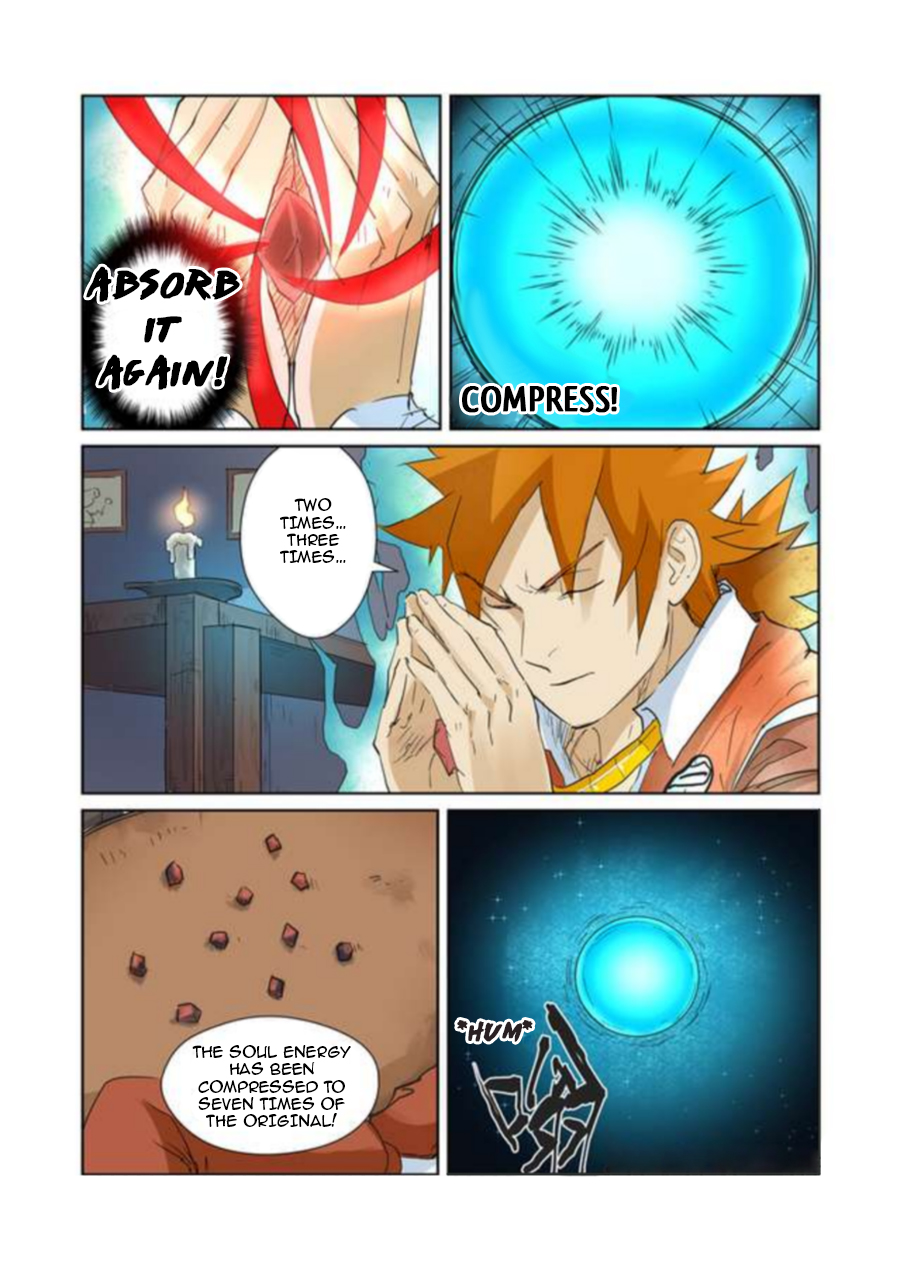 ABSORB
IT
AGAIN!
COMPRESS!
TWO
TIMES...
THREE
TIMES...
THE SOUL ENERGY
HAS BEEN
COMPRESSED TO
SEVEN TIMES OF
THE ORIGINAL!
*HUM*